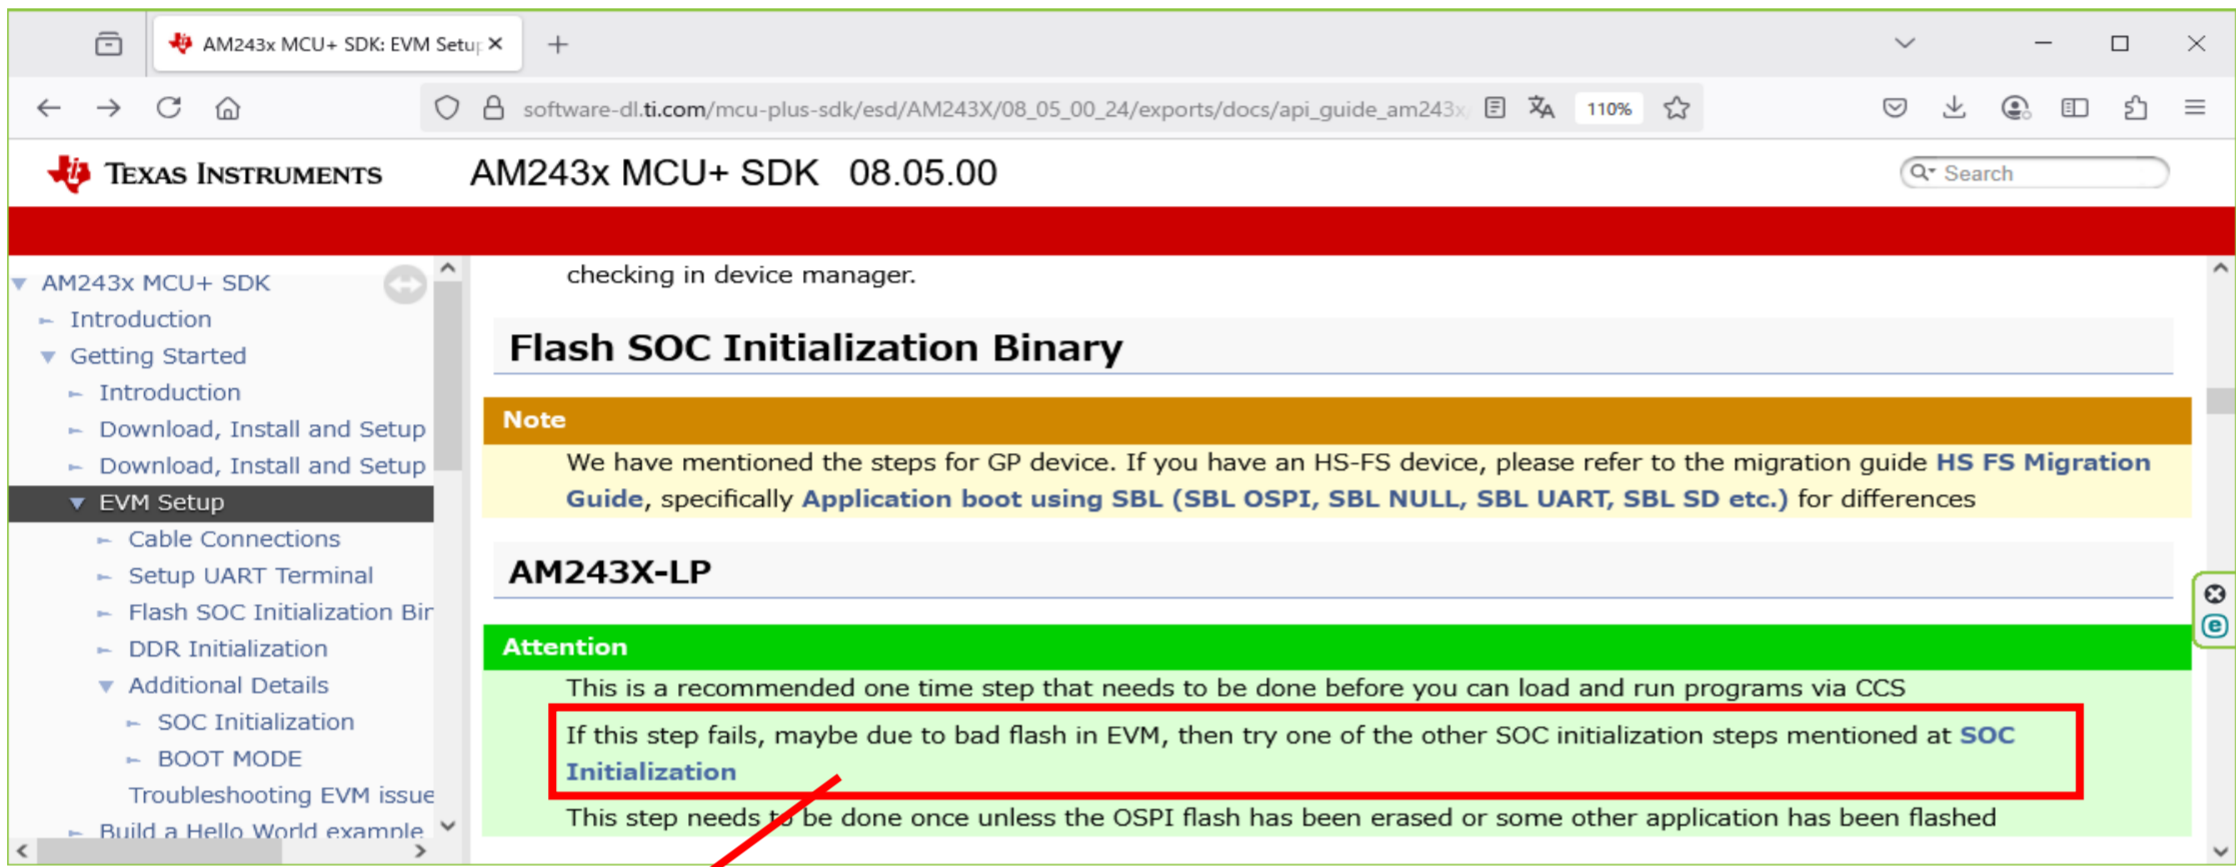 AM243x MCU+ SDK: EVM Setup
software-dl.ti.com/mcu-plus-sdk/esd/AM243X/08_05_00_24/exports/docs/api_guide_am243x/
110%
TEXAS INSTRUMENTS
AM243x MCU+ SDK 08.05.00
Search
AM243x MCU+ SDK
Introduction
Getting Started
Introduction
Download, Install and Setup
Download, Install and Setup
EVM Setup
Cable Connections
Setup UART Terminal
Flash SOC Initialization Bin
DDR Initialization
Additional Details
SOC Initialization
BOOT MODE
Troubleshooting EVM issue
Build a Hello World example
checking in device manager.
Flash SOC Initialization Binary
Note
We have mentioned the steps for GP device. If you have an HS-FS device, please refer to the migration guide HS FS Migration
Guide, specifically Application boot using SBL (SBL OSPI, SBL NULL, SBL UART, SBL SD etc.) for differences
AM243X-LP
Attention
This is a recommended one time step that needs to be done before you can load and run programs via CCS
If this step fails, maybe due to bad flash in EVM, then try one of the other SOC initialization steps mentioned at SOC
Initialization
This step needs to be done once unless the OSPI flash has been erased or some other application has been flashed